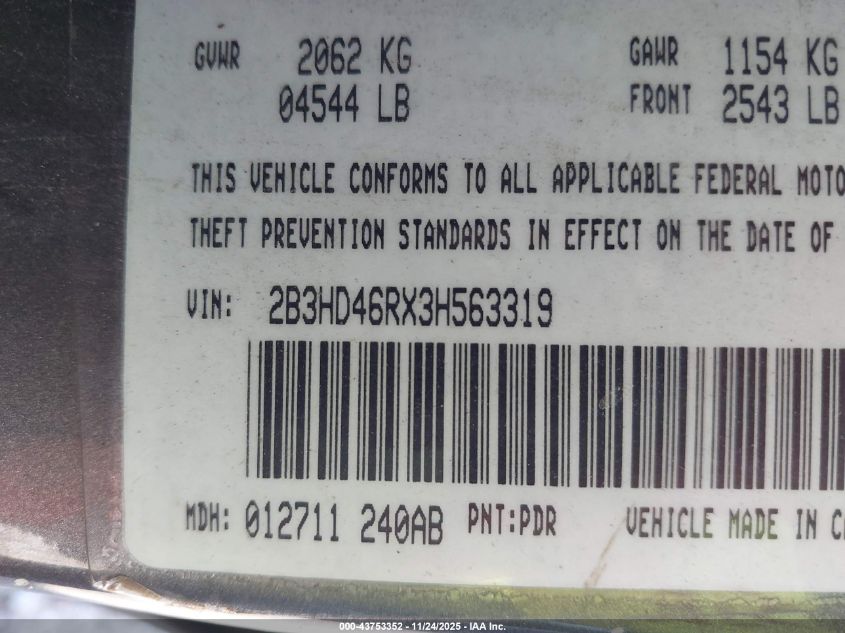 GVWR 2062 KG GAWR 1154 KG
04544 LB FRONT 2543 LB
THIS VEHICLE CONFORMS TO ALL APPLICABLE FEDERAL MOTO
THEFT PREVENTION STANDARDS IN EFFECT ON THE DATE OF
VIN: 2B3HD46RX3H563319
MDH: 012711 240AB PNT:PDR VEHICLE MADE IN CA
000-43753352 - 11/24/2025 - IAA Inc.